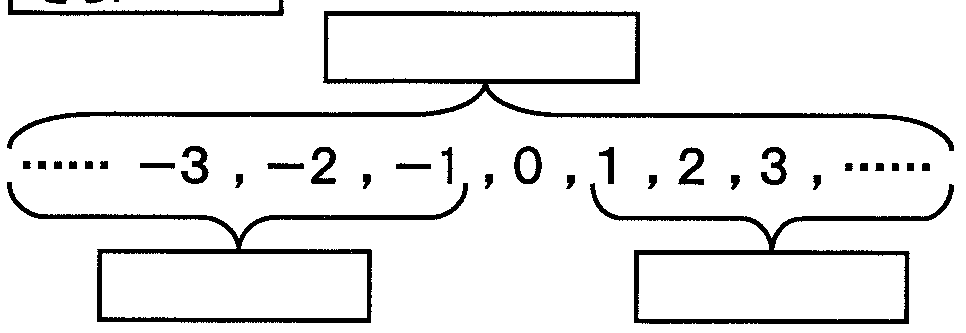 …… －3 , －2 , －1 , 0 , 1 , 2 , 3 , ……